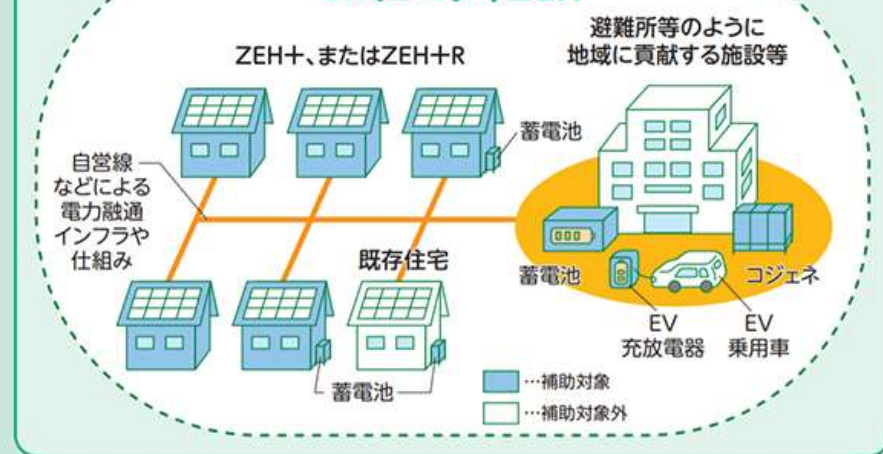 ZEH+、またはZEH+R
避難所等のように
地域に貢献する施設等
蓄電池
自営線
などによる
電力融通
インフラや
仕組み
既存住宅
蓄電池
コジェネ
EV
充放電器
EV
乗用車
蓄電池
…補助対象
…補助対象外